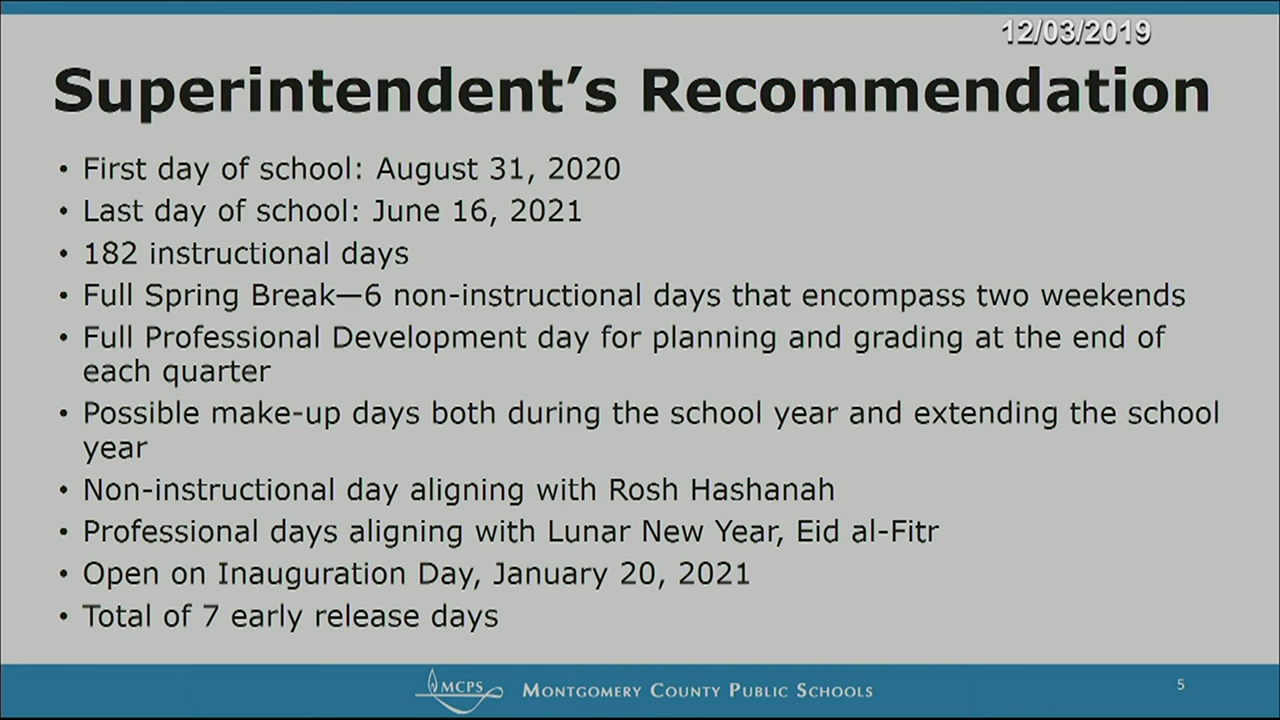 12/03/2019
Superintendent’s Recommendation
• First day of school: August 31, 2020
• Last day of school: June 16, 2021
• 182 instructional days
• Full Spring Break—6 non-instructional days that encompass two weekends
• Full Professional Development day for planning and grading at the end of
each quarter
• Possible make-up days both during the school year and extending the school
year
• Non-instructional day aligning with Rosh Hashanah
• Professional days aligning with Lunar New Year, Eid al-Fitr
• Open on Inauguration Day, January 20, 2021
• Total of 7 early release days
MCPS MONTGOMERY COUNTY PUBLIC SCHOOLS 5